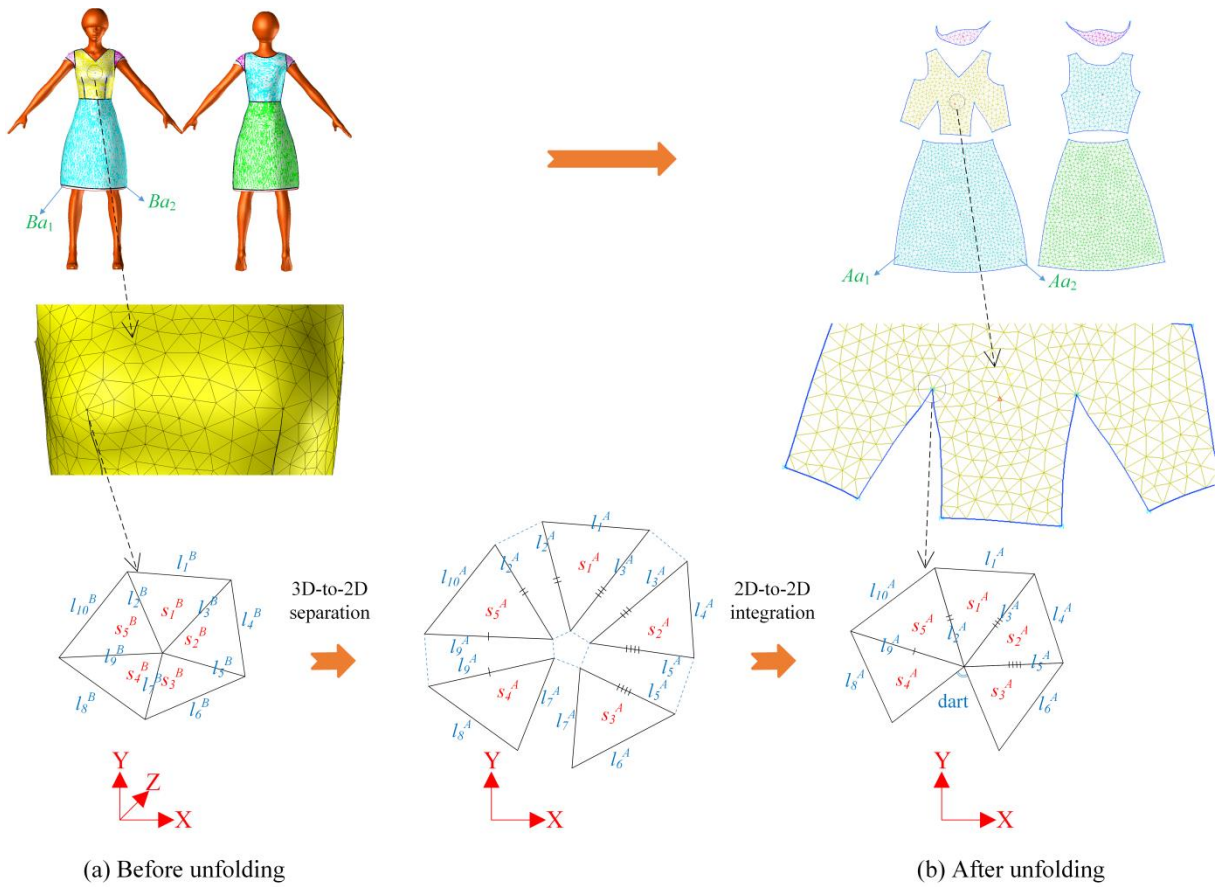 Ba₁
Ba₂
Aa₁
Aa₂
l₁ᴮ
l₁₀ᴮ
l₂ᴮ
s₁ᴮ
l₃ᴮ
l₄ᴮ
s₅ᴮ
s₂ᴮ
l₉ᴮ
s₄ᴮ
l₇ᴮ
s₃ᴮ
l₅ᴮ
l₈ᴮ
l₆ᴮ
3D-to-2D
separation
l₁ᴬ
l₂ᴬ
l₂ᴬ
s₁ᴬ
l₃ᴬ
l₃ᴬ
l₁₀ᴬ
s₅ᴬ
s₂ᴬ
l₄ᴬ
l₉ᴬ
l₉ᴬ
l₅ᴬ
s₄ᴬ
l₇ᴬ
l₇ᴬ
s₃ᴬ
l₅ᴬ
l₈ᴬ
l₆ᴬ
2D-to-2D
integration
l₁ᴬ
l₁₀ᴬ
s₁ᴬ
l₃ᴬ
l₄ᴬ
s₅ᴬ
l₂ᴬ
s₂ᴬ
l₉ᴬ
l₅ᴬ
l₈ᴬ
s₄ᴬ
s₃ᴬ
l₆ᴬ
dart
Y
Z
X
Y
X
Y
X
(a) Before unfolding
(b) After unfolding